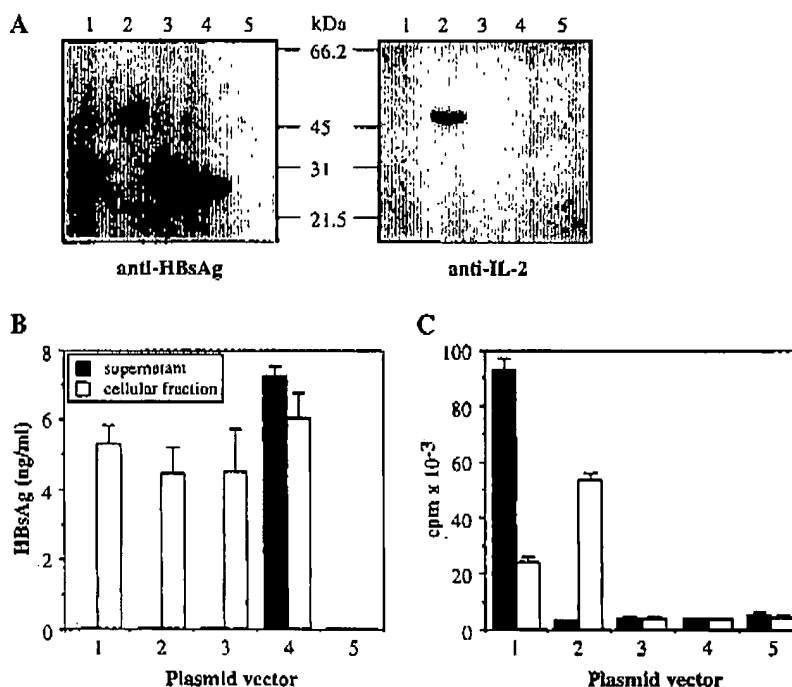 A
1 2 3 4 5
kDa
1 2 3 4 5
66.2
45
31
21.5
anti-HBsAg
anti-IL-2
B
8
6
4
2
0
HBsAg (ng/ml)
supernatant
cellular fraction
1 2 3 4 5
Plasmid vector
C
100
80
60
40
20
0
cpm x 10-3
1 2 3 4 5
Plasmid vector